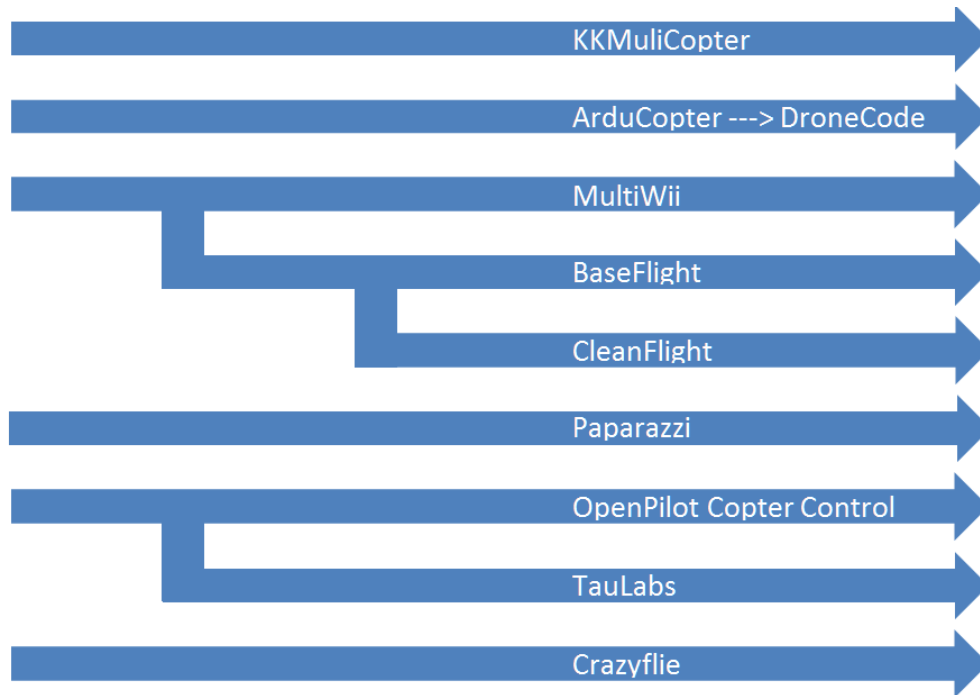 KKMuliCopter
ArduCopter ---> DroneCode
MultiWii
BaseFlight
CleanFlight
Paparazzi
OpenPilot Copter Control
TauLabs
Crazyflie